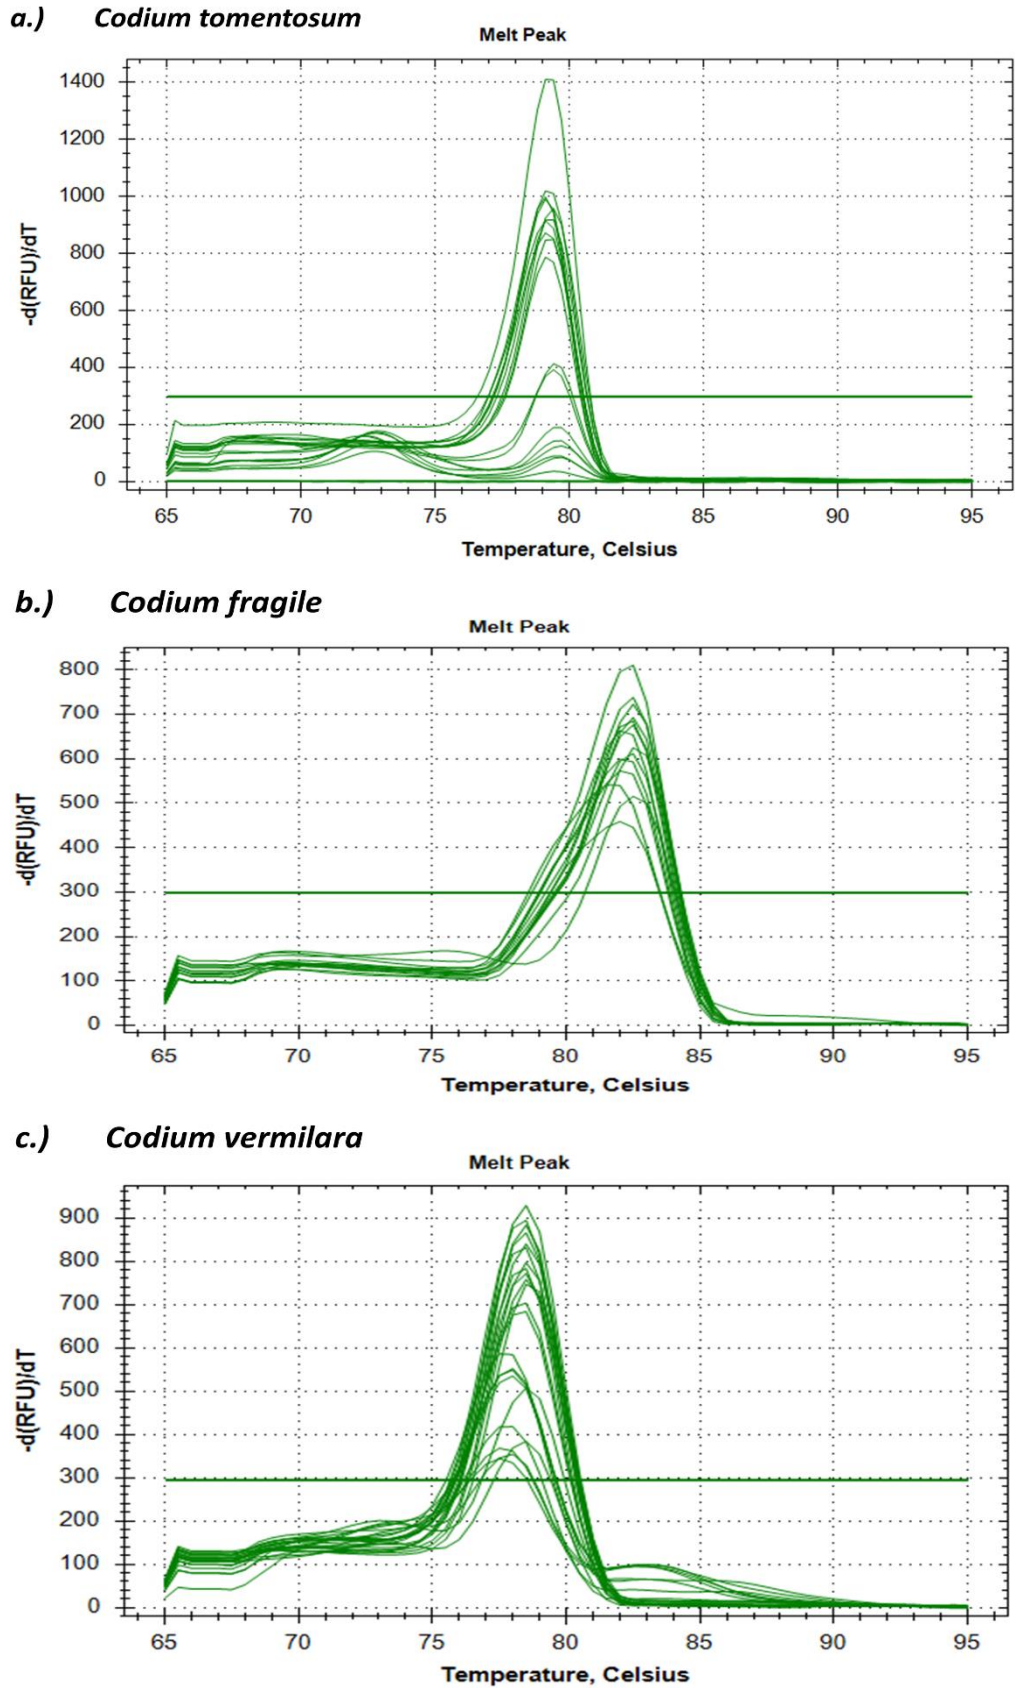 a.) Codium tomentosum
Melt Peak
1400
1200
1000
800
600
400
200
0
-d(RFU)/dT
65 70 75 80 85 90 95
Temperature, Celsius
b.) Codium fragile
Melt Peak
800
700
600
500
400
300
200
100
0
-d(RFU)/dT
65 70 75 80 85 90 95
Temperature, Celsius
c.) Codium vermilara
Melt Peak
900
800
700
600
500
400
300
200
100
0
-d(RFU)/dT
65 70 75 80 85 90 95
Temperature, Celsius